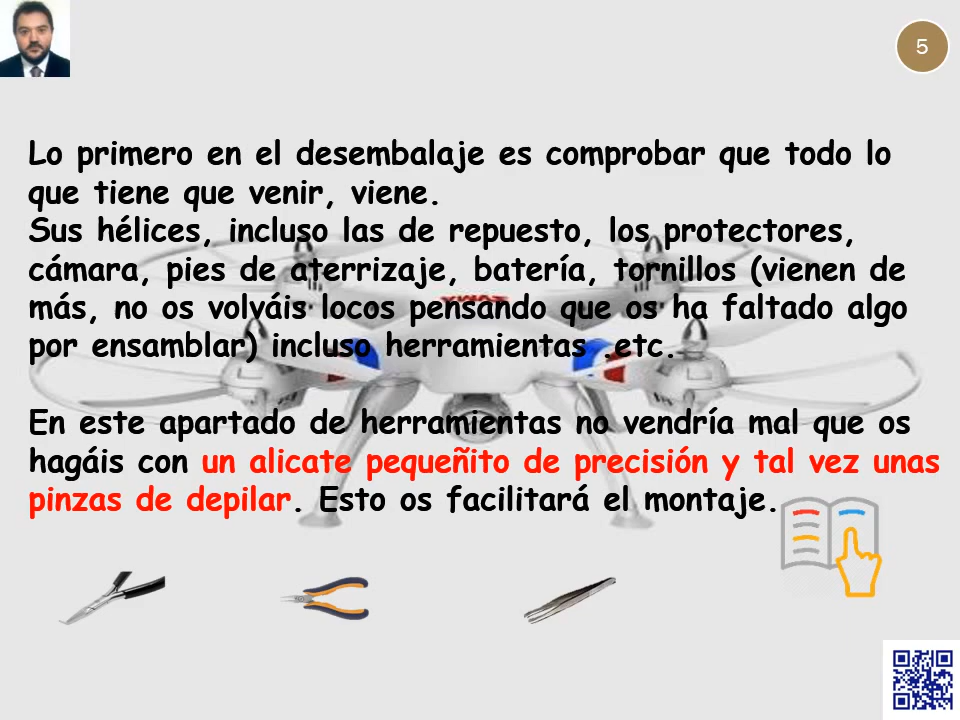 5
Lo primero en el desembalaje es comprobar que todo lo
que tiene que venir, viene.
Sus hélices, incluso las de repuesto, los protectores,
cámara, pies de aterrizaje, batería, tornillos (vienen de
más, no os volváis locos pensando que os ha faltado algo
por ensamblar) incluso herramientas .etc.
En este apartado de herramientas no vendría mal que os
hagáis con un alicate pequeñito de precisión y tal vez unas
pinzas de depilar. Esto os facilitará el montaje.